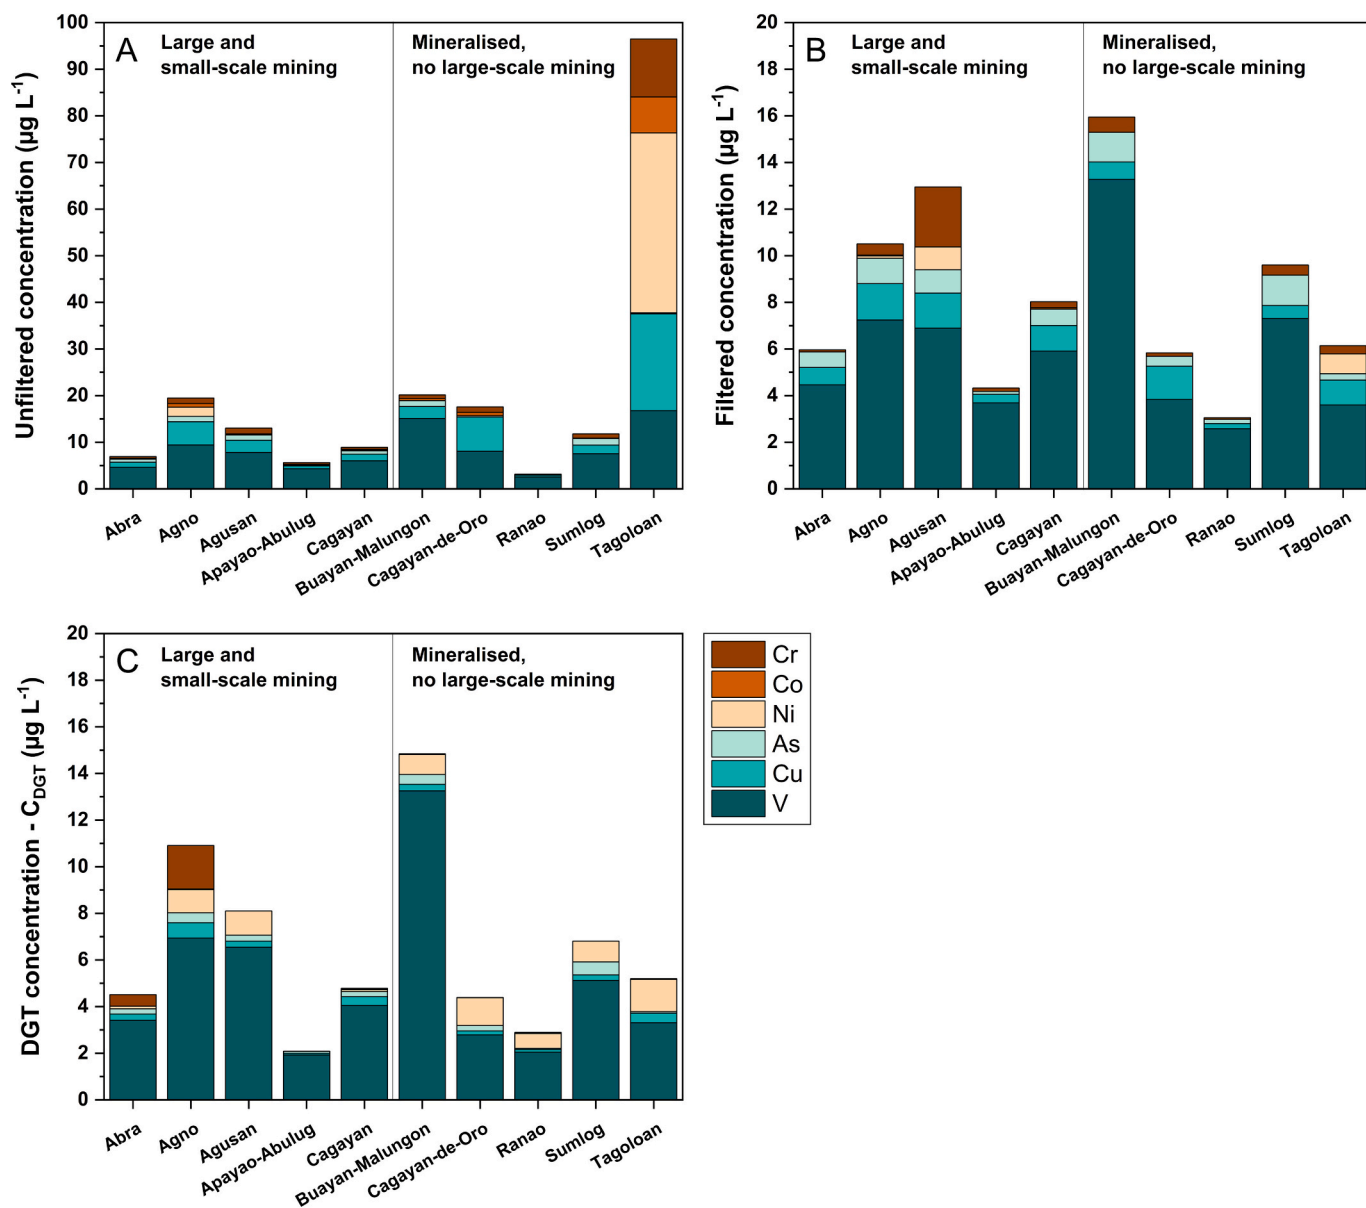 A
Large and
small-scale mining
Mineralised,
no large-scale mining
Unfiltered concentration (µg L⁻¹)
100
90
80
70
60
50
40
30
20
10
0
Abra
Agno
Agusan
Apayao-Abulug
Cagayan
Buayan-Malungon
Cagayan-de-Oro
Ranao
Sumlog
Tagoloan
B
Large and
small-scale mining
Mineralised,
no large-scale mining
Filtered concentration (µg L⁻¹)
20
18
16
14
12
10
8
6
4
2
0
Abra
Agno
Agusan
Apayao-Abulug
Cagayan
Buayan-Malungon
Cagayan-de-Oro
Ranao
Sumlog
Tagoloan
C
Large and
small-scale mining
Mineralised,
no large-scale mining
DGT concentration - C_DGT (µg L⁻¹)
20
18
16
14
12
10
8
6
4
2
0
Abra
Agno
Agusan
Apayao-Abulug
Cagayan
Buayan-Malungon
Cagayan-de-Oro
Ranao
Sumlog
Tagoloan
Cr
Co
Ni
As
Cu
V